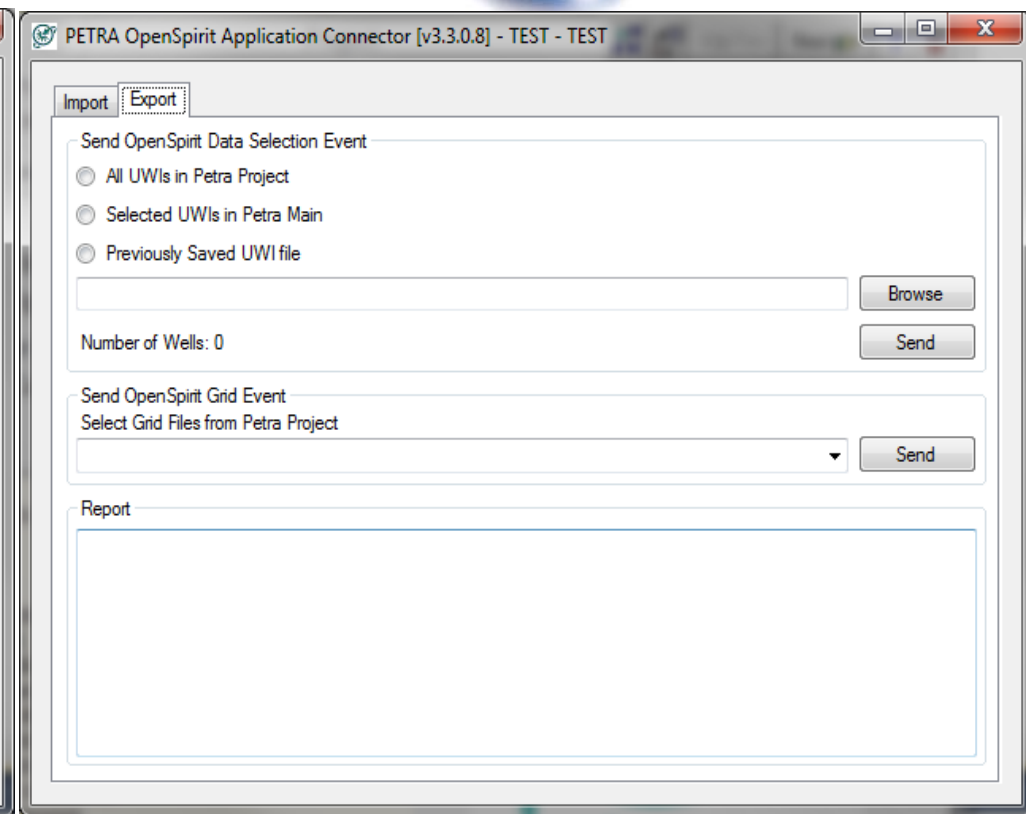 PETRA OpenSpirit Application Connector [v3.3.0.8] - TEST - TEST
Import Export
Send OpenSpirit Data Selection Event
All UWIs in Petra Project
Selected UWIs in Petra Main
Previously Saved UWI file
Browse
Number of Wells: 0 Send
Send OpenSpirit Grid Event
Select Grid Files from Petra Project
Send
Report